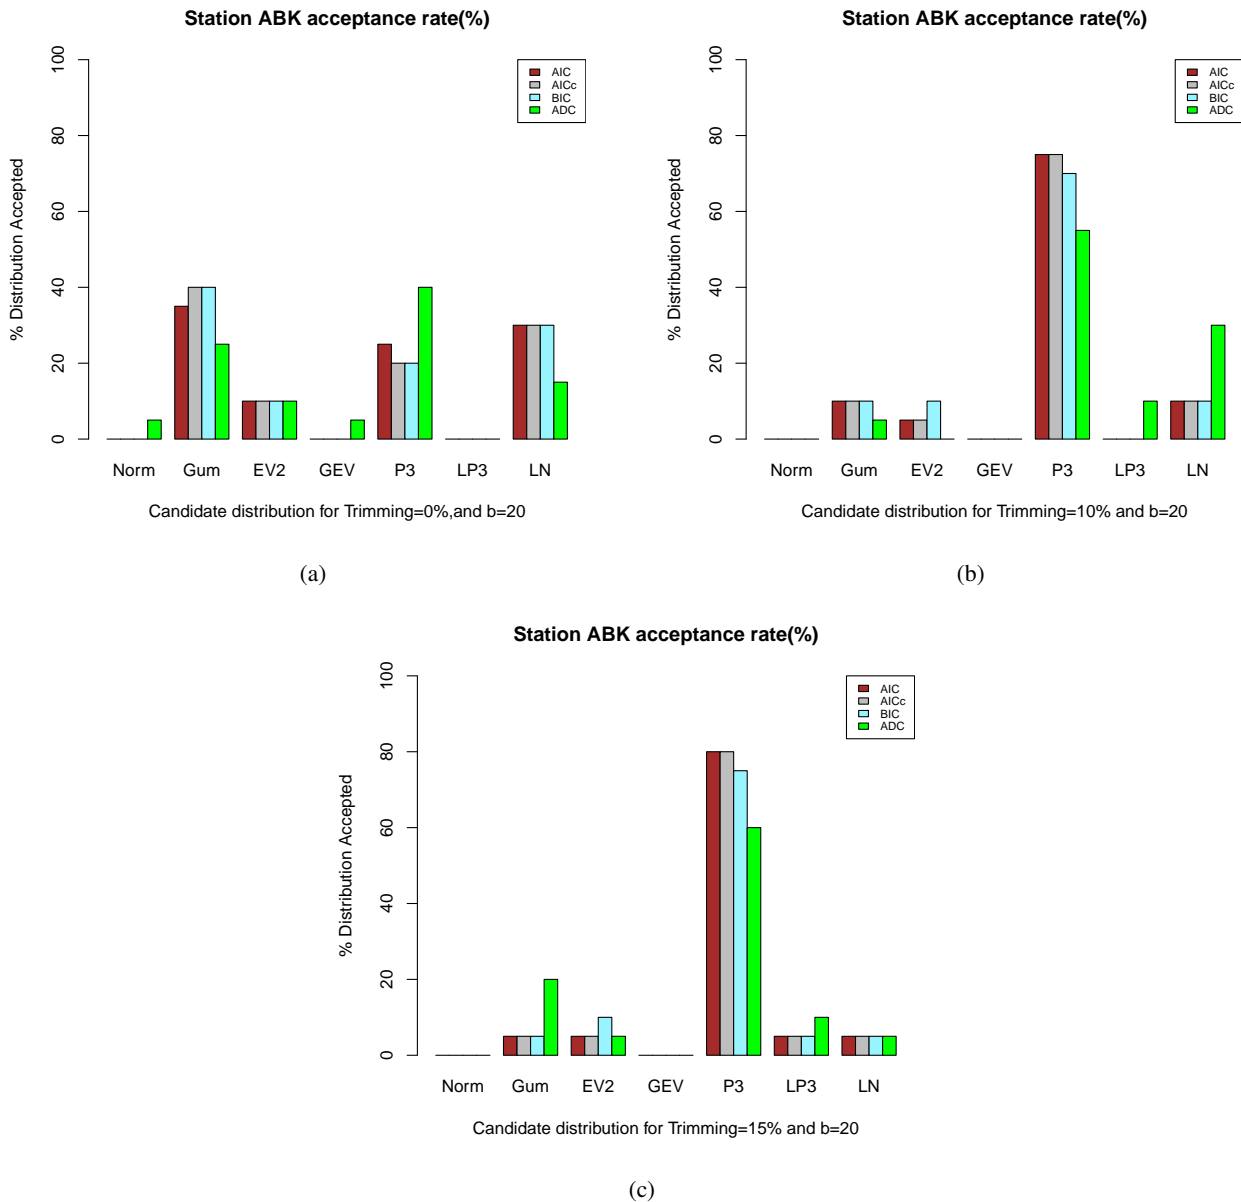 Station ABK acceptance rate(%)
% Distribution Accepted
100
80
60
40
20
0
AIC
AICc
BIC
ADC
Norm Gum EV2 GEV P3 LP3 LN
Candidate distribution for Trimming=0%,and b=20
(a)
Station ABK acceptance rate(%)
% Distribution Accepted
100
80
60
40
20
0
AIC
AICc
BIC
ADC
Norm Gum EV2 GEV P3 LP3 LN
Candidate distribution for Trimming=10% and b=20
(b)
Station ABK acceptance rate(%)
% Distribution Accepted
100
80
60
40
20
0
AIC
AICc
BIC
ADC
Norm Gum EV2 GEV P3 LP3 LN
Candidate distribution for Trimming=15% and b=20
(c)